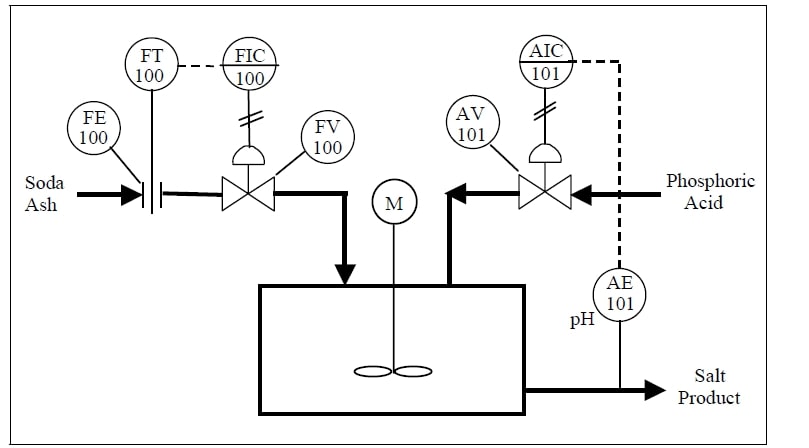 FT
100
FIC
100
AIC
101
FE
100
FV
100
AV
101
Soda
Ash
M
Phosphoric
Acid
AE
101
pH
Salt
Product